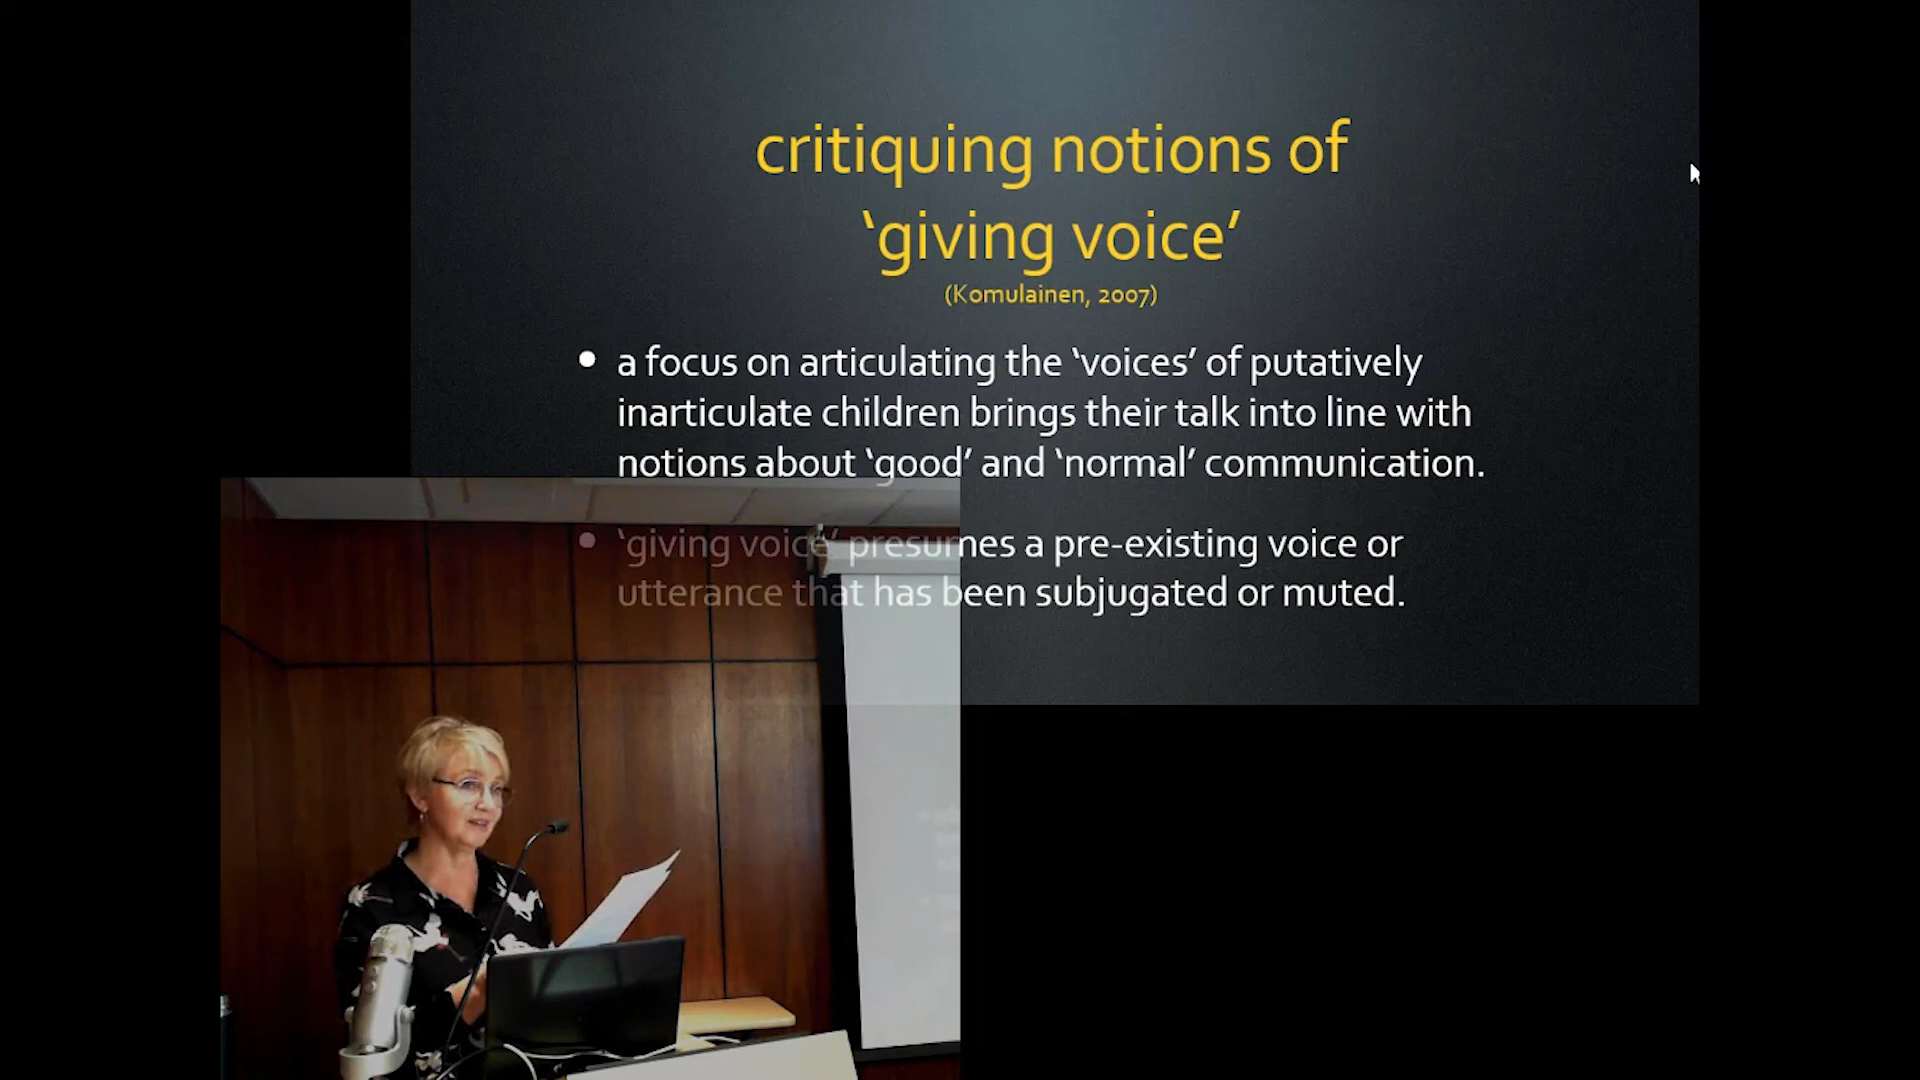 critiquing notions of
‘giving voice’
(Komulainen, 2007)
• a focus on articulating the ‘voices’ of putatively
inarticulate children brings their talk into line with
notions about ‘good’ and ‘normal’ communication.
• ‘giving voice’ presumes a pre-existing voice or
utterance that has been subjugated or muted.